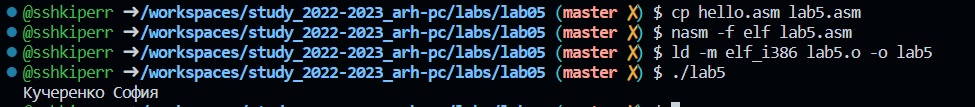 @sshkiperr ➜/workspaces/study_2022-2023_arh-pc/labs/lab05 (master ✗) $ cp hello.asm lab5.asm
@sshkiperr ➜/workspaces/study_2022-2023_arh-pc/labs/lab05 (master ✗) $ nasm -f elf lab5.asm
@sshkiperr ➜/workspaces/study_2022-2023_arh-pc/labs/lab05 (master ✗) $ ld -m elf_i386 lab5.o -o lab5
@sshkiperr ➜/workspaces/study_2022-2023_arh-pc/labs/lab05 (master ✗) $ ./lab5
Кучеренко София